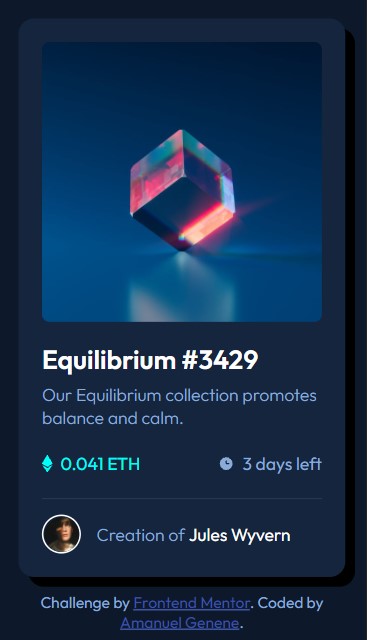 Equilibrium #3429
Our Equilibrium collection promotes
balance and calm.
0.041 ETH
3 days left
Creation of Jules Wyvern
Challenge by Frontend Mentor. Coded by
Amanuel Genene.